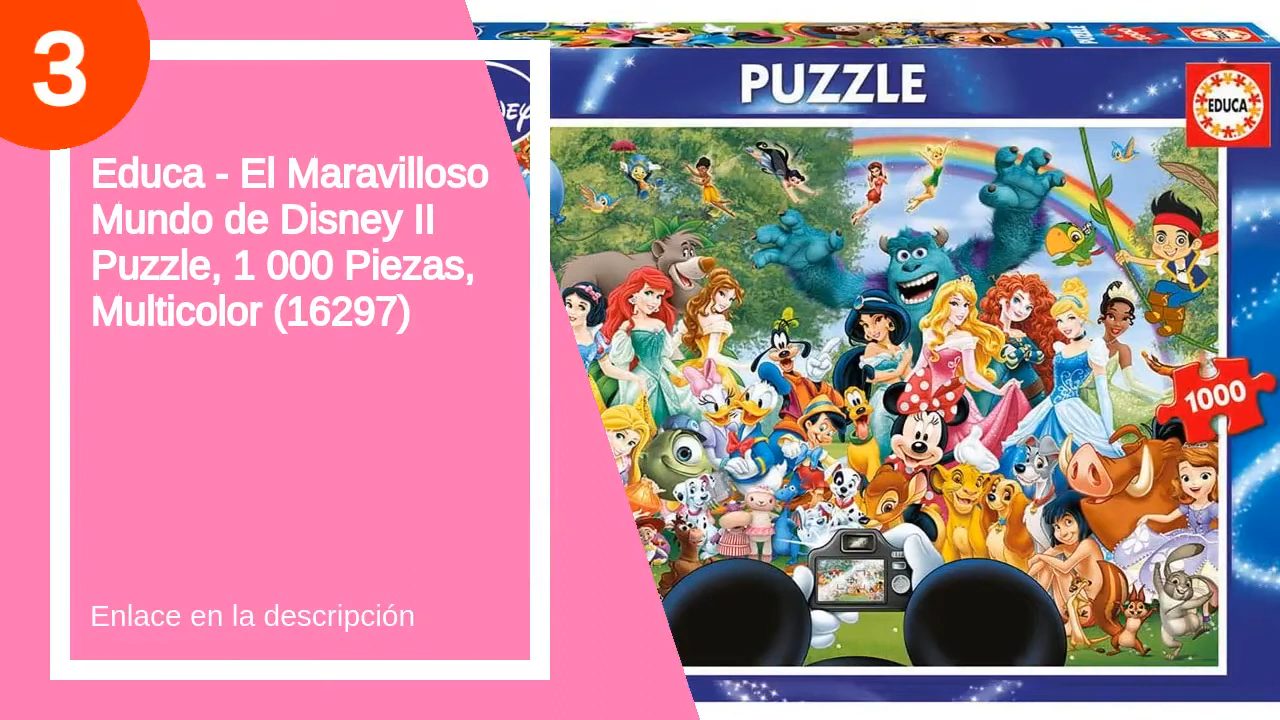 3
PUZZLE
EDUCA
Educa - El Maravilloso
Mundo de Disney II
Puzzle, 1 000 Piezas,
Multicolor (16297)
1000
Enlace en la descripción